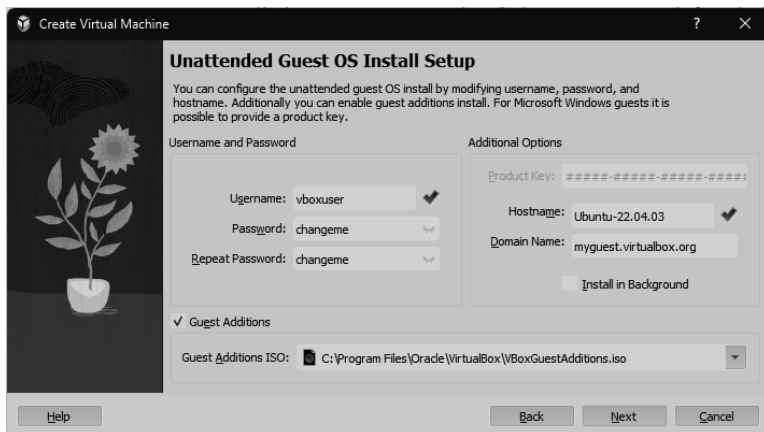 Create Virtual Machine
Unattended Guest OS Install Setup
You can configure the unattended guest OS install by modifying username, password, and
hostname. Additionally you can enable guest additions install. For Microsoft Windows guests it is
possible to provide a product key.
Username and Password
Username: vboxuser
Password: changeme
Repeat Password: changeme
Additional Options
Product Key: #####-#####-#####-#####
Hostname: Ubuntu-22.04.03
Domain Name: myguest.virtualbox.org
Install in Background
Guest Additions
Guest Additions ISO: C:\Program Files\Oracle\VirtualBox\VBoxGuestAdditions.iso
Help Back Next Cancel